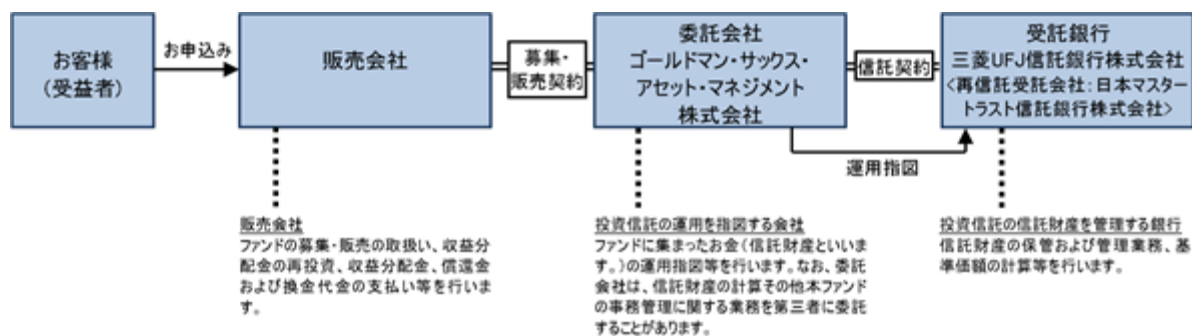 お客様
(受益者)
お申込み
販売会社
募集・
販売契約
委託会社
ゴールドマン・サックス・
アセット・マネジメント
株式会社
信託契約
受託銀行
三菱UFJ信託銀行株式会社
<再信託受託会社:日本マスター
トラスト信託銀行株式会社>
運用指図
販売会社
ファンドの募集・販売の取扱い、収益分
配金の再投資、収益分配金、償還金
および換金代金の支払い等を行いま
す。
投資信託の運用を指図する会社
ファンドに集まったお金(信託財産といいま
す。)の運用指図等を行います。なお、委託
会社は、信託財産の計算その他本ファンド
の事務管理に関する業務を第三者に委託
することがあります。
投資信託の信託財産を管理する銀行
信託財産の保管および管理業務、基
準価額の計算等を行います。